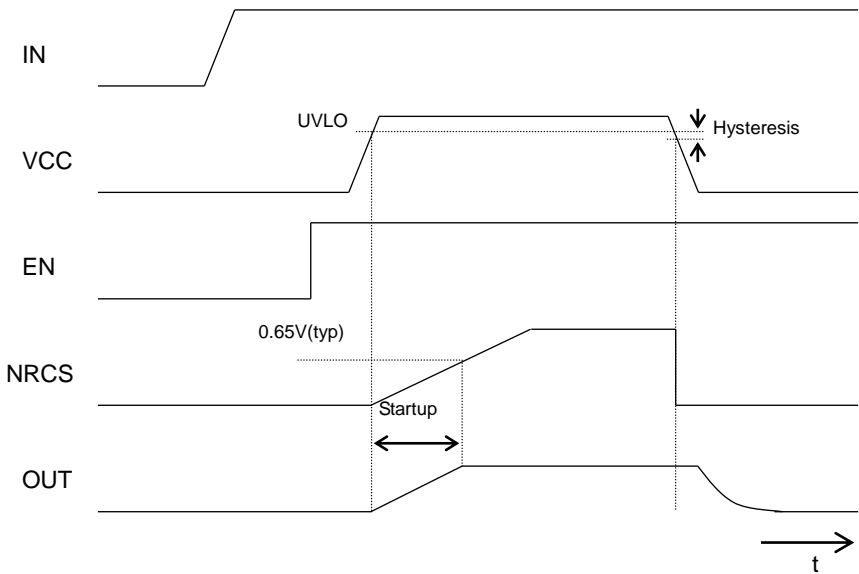 IN
UVLO
Hysteresis
VCC
EN
0.65V(typ)
NRCS
Startup
OUT
t